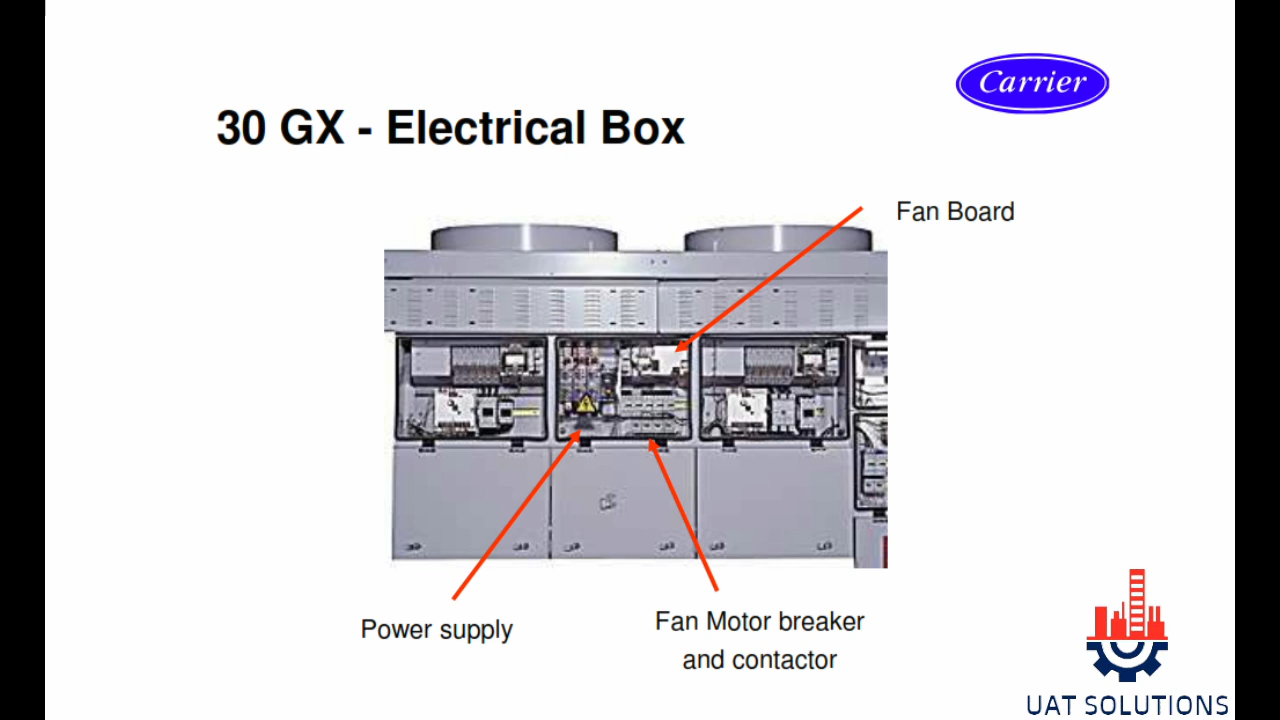 Carrier
30 GX - Electrical Box
Fan Board
Power supply
Fan Motor breaker
and contactor
UAT SOLUTIONS